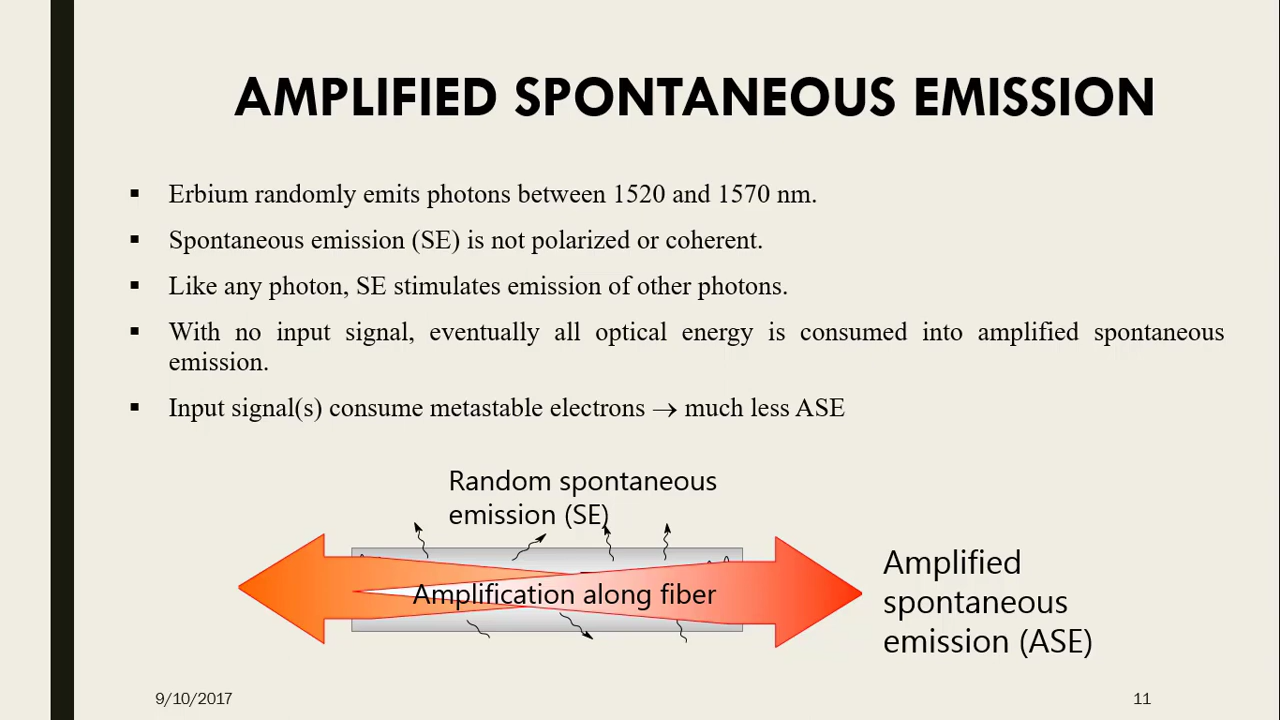 AMPLIFIED SPONTANEOUS EMISSION
▪ Erbium randomly emits photons between 1520 and 1570 nm.
▪ Spontaneous emission (SE) is not polarized or coherent.
▪ Like any photon, SE stimulates emission of other photons.
▪ With no input signal, eventually all optical energy is consumed into amplified spontaneous
emission.
▪ Input signal(s) consume metastable electrons → much less ASE
Random spontaneous
emission (SE)
Amplification along fiber
Amplified
spontaneous
emission (ASE)
9/10/2017
11